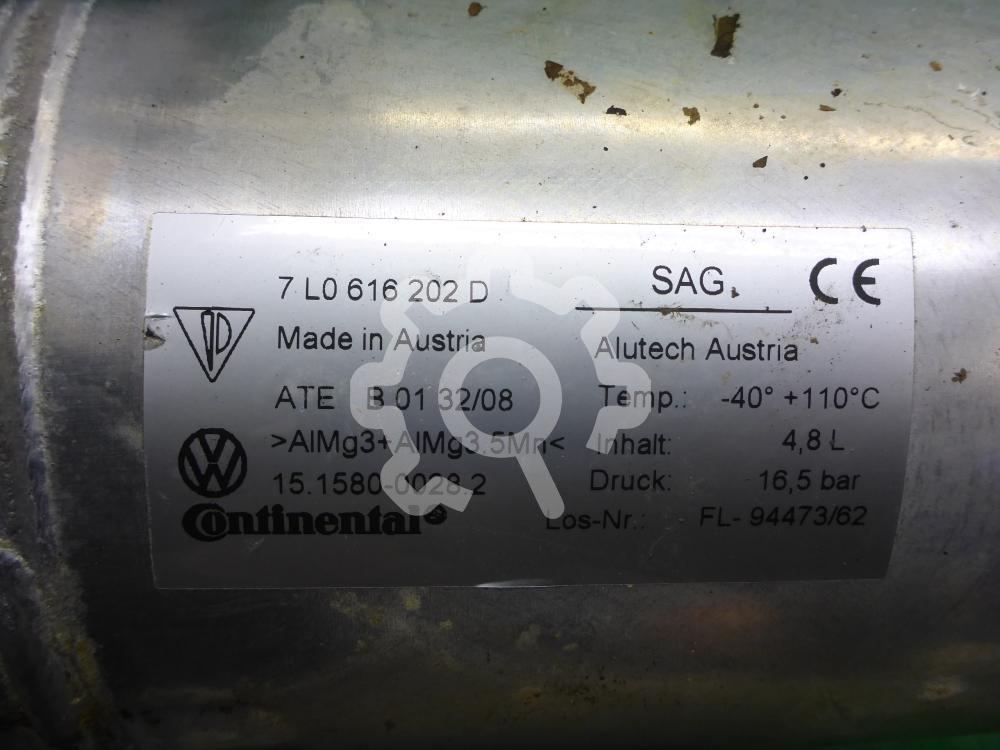 7 L0 616 202 D
SAG.
CE
Made in Austria
Alutech Austria
ATE B 01 32/08
Temp.: -40° +110°C
>AlMg3+AlMg3.5Mn<
Inhalt: 4,8 L
15.1580-0028.2
Druck: 16,5 bar
Continental
Los-Nr.: FL- 94473/62